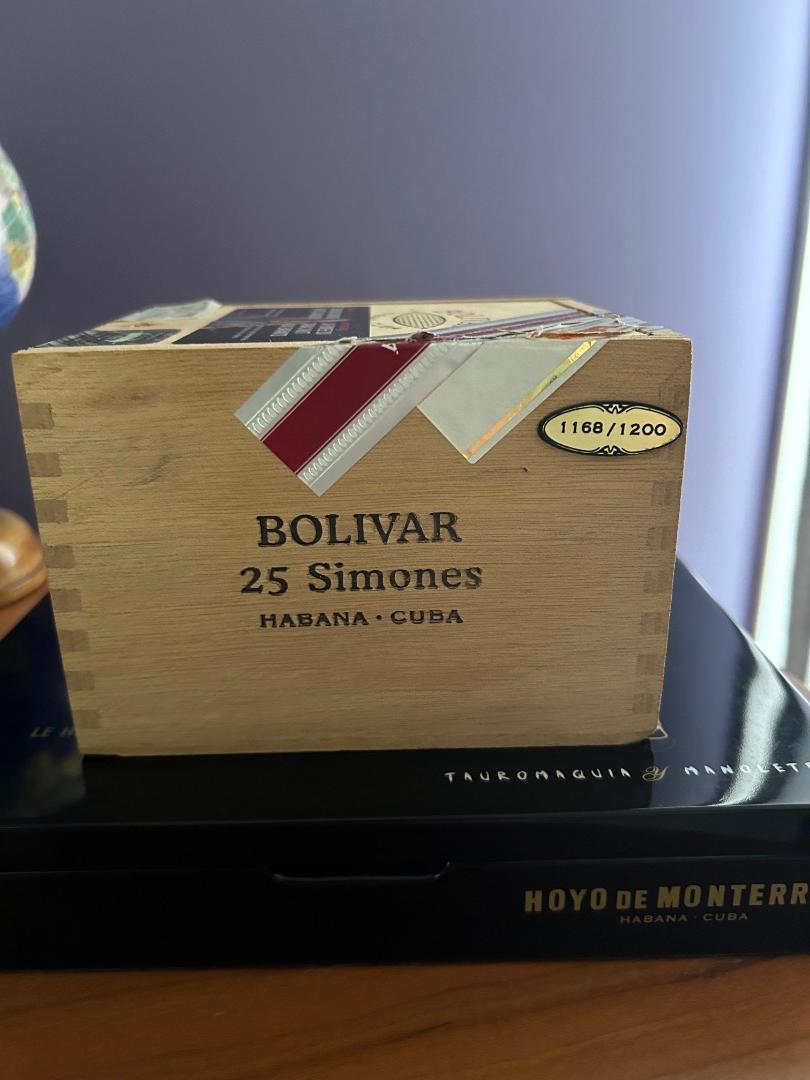 1168/1200
BOLIVAR
25 Simones
HABANA · CUBA
TAUROMAQUIA Y MANOLETE
HOYO DE MONTERR
HABANA · CUBA